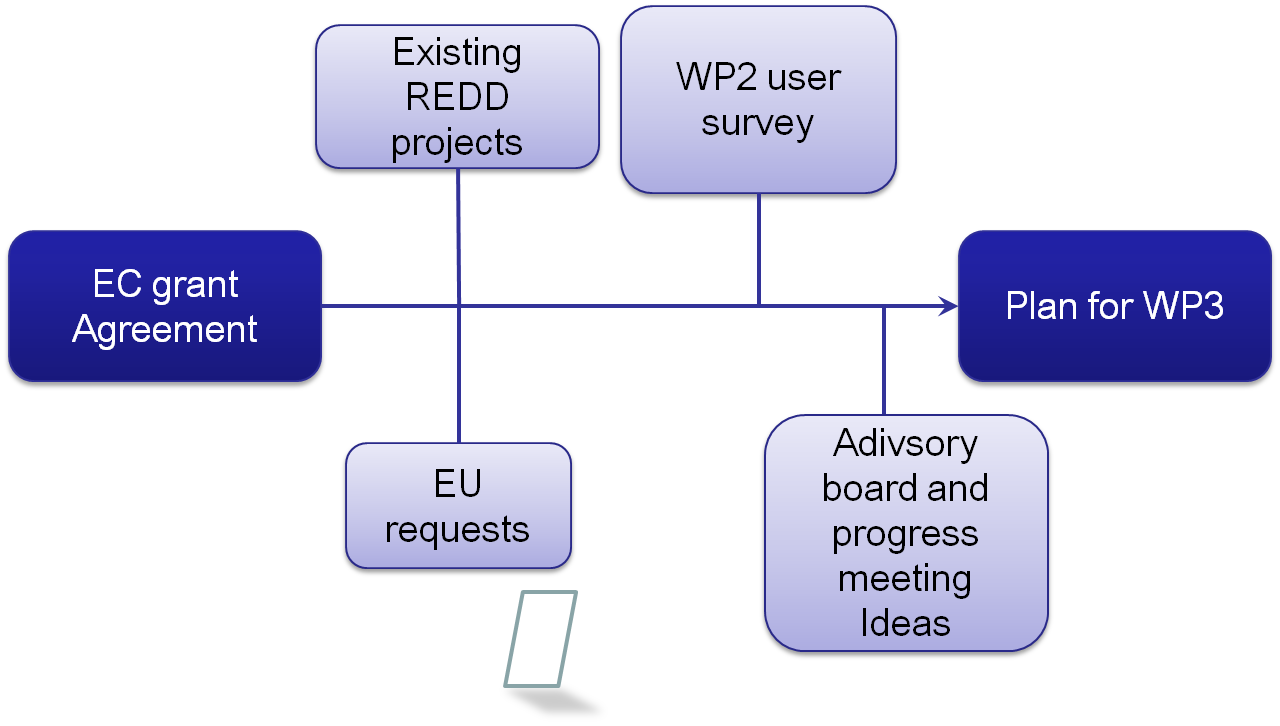 Existing
REDD
projects
WP2 user
survey
EC grant
Agreement
Plan for WP3
EU
requests
Adivsory
board and
progress
meeting
Ideas